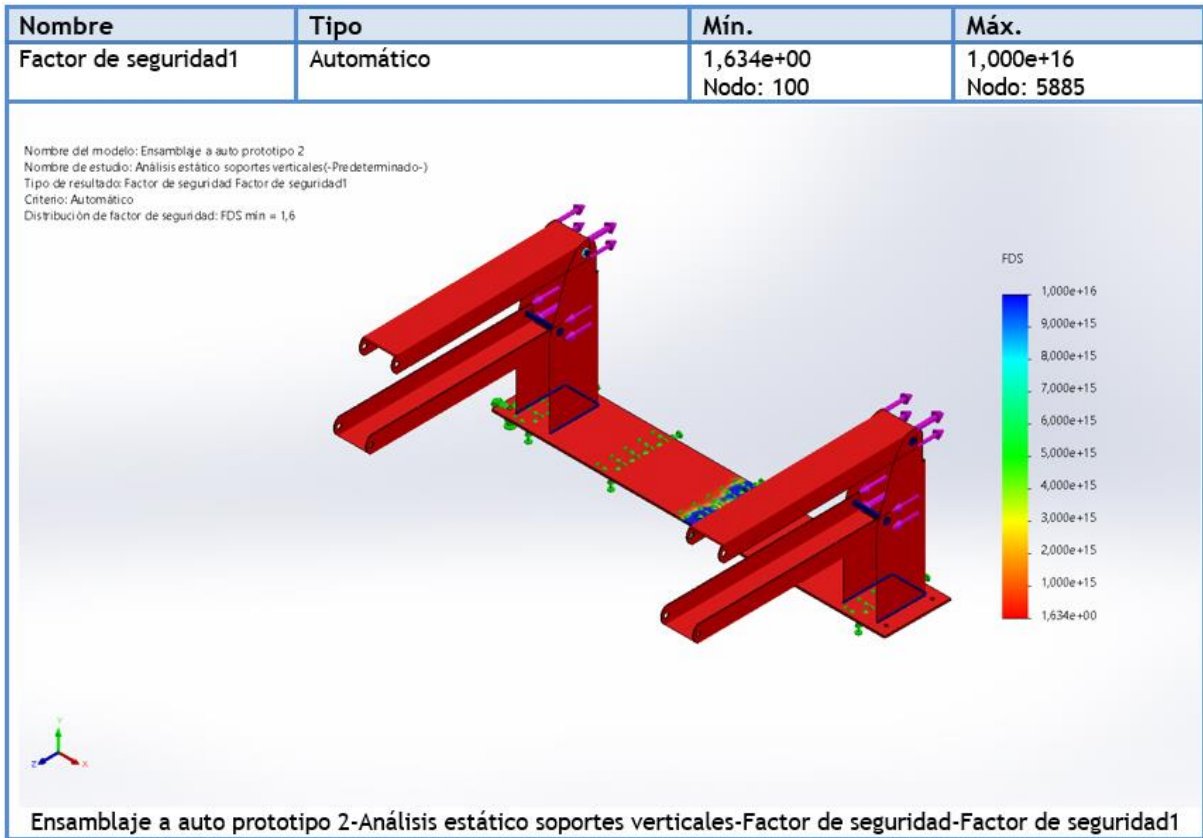 Nombre Tipo Mín. Máx.
Factor de seguridad1 Automático 1,634e+00 1,000e+16
Nodo: 100 Nodo: 5885
Nombre del modelo: Ensamblaje a auto prototipo 2
Nombre de estudio: Análisis estático soportes verticales(-Predeterminado-)
Tipo de resultado: Factor de seguridad Factor de seguridad1
Criterio: Automático
Distribución de factor de seguridad: FDS mín = 1,6
FDS
1,000e+16
9,000e+15
8,000e+15
7,000e+15
6,000e+15
5,000e+15
4,000e+15
3,000e+15
2,000e+15
1,000e+15
1,634e+00
Y
Z X
Ensamblaje a auto prototipo 2-Análisis estático soportes verticales-Factor de seguridad-Factor de seguridad1